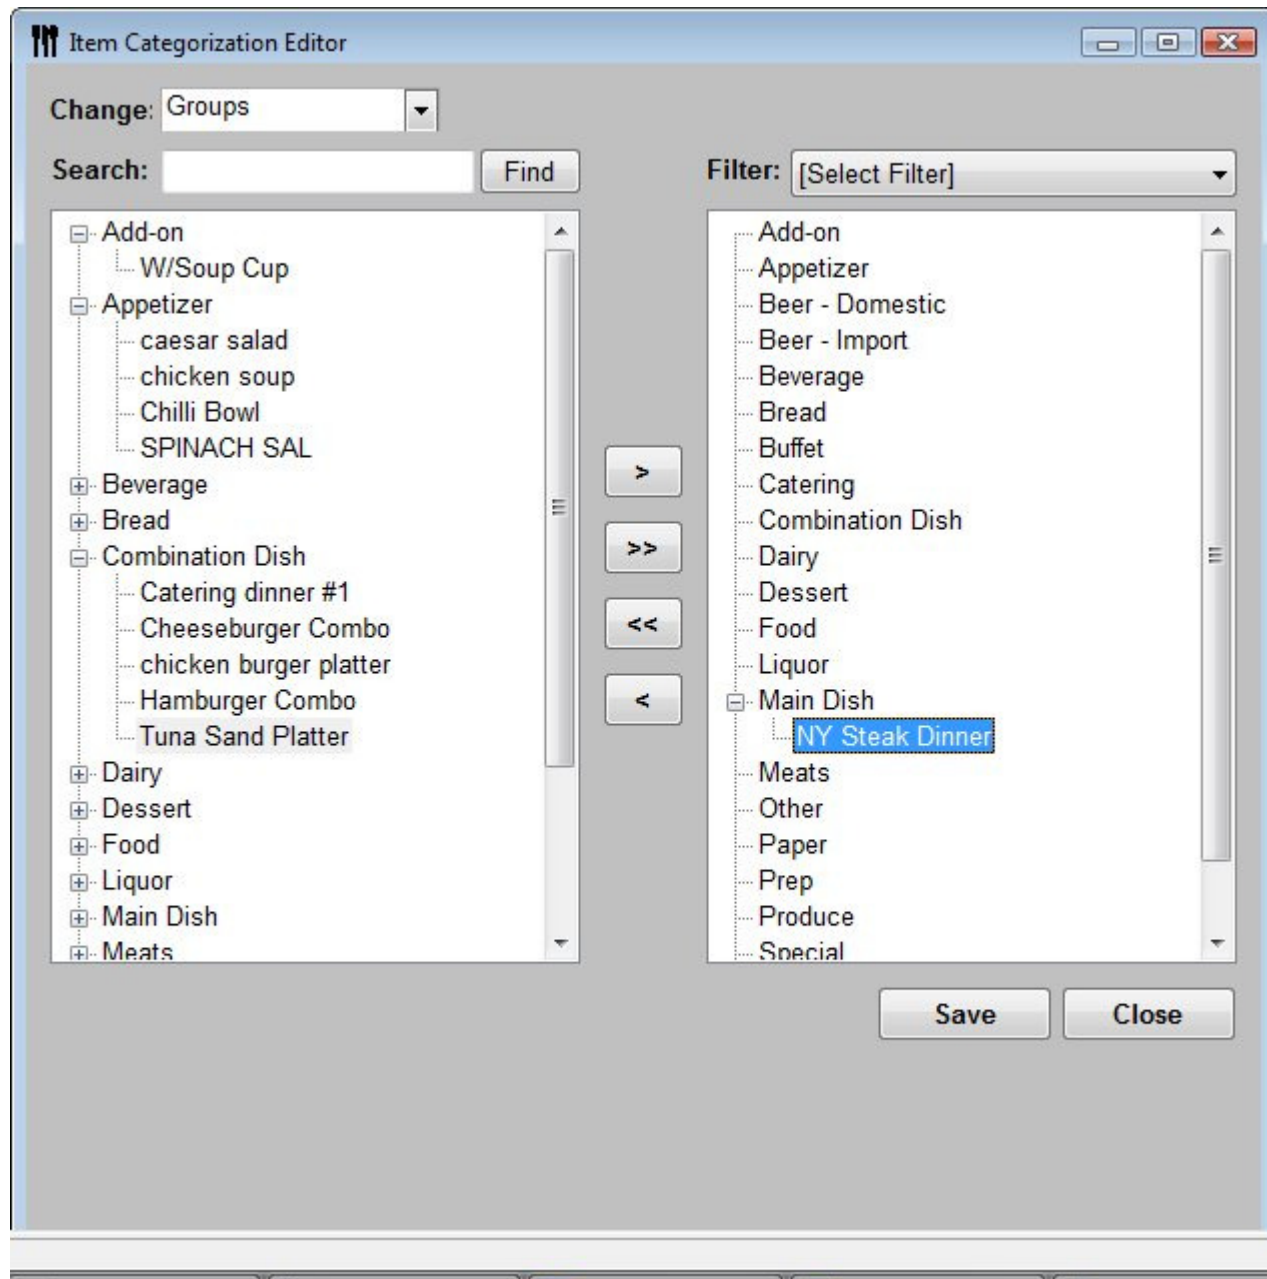 Item Categorization Editor
Change: Groups
Search: Find
Filter: [Select Filter]
Add-on
W/Soup Cup
Appetizer
caesar salad
chicken soup
Chilli Bowl
SPINACH SAL
Beverage
Bread
Combination Dish
Catering dinner #1
Cheeseburger Combo
chicken burger platter
Hamburger Combo
Tuna Sand Platter
Dairy
Dessert
Food
Liquor
Main Dish
Meats
>
>>
<<
<
Add-on
Appetizer
Beer - Domestic
Beer - Import
Beverage
Bread
Buffet
Catering
Combination Dish
Dairy
Dessert
Food
Liquor
Main Dish
NY Steak Dinner
Meats
Other
Paper
Prep
Produce
Special
Save Close